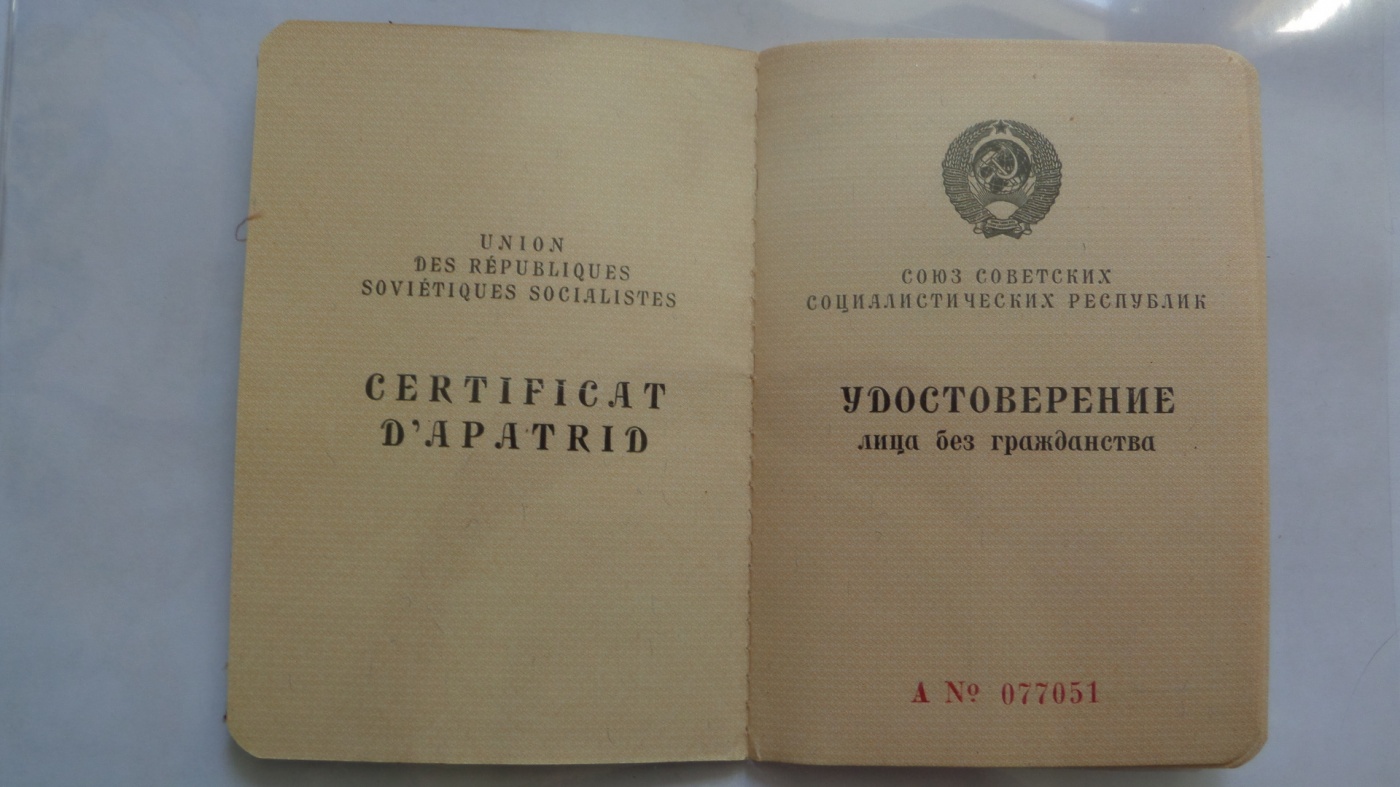 UNION
DES RÉPUBLIQUES
SOVIÉTIQUES SOCIALISTES
CERTIFICAT
D'APATRID
СОЮЗ СОВЕТСКИХ
СОЦИАЛИСТИЧЕСКИХ РЕСПУБЛИК
УДОСТОВЕРЕНИЕ
лица без гражданства
А № 077051